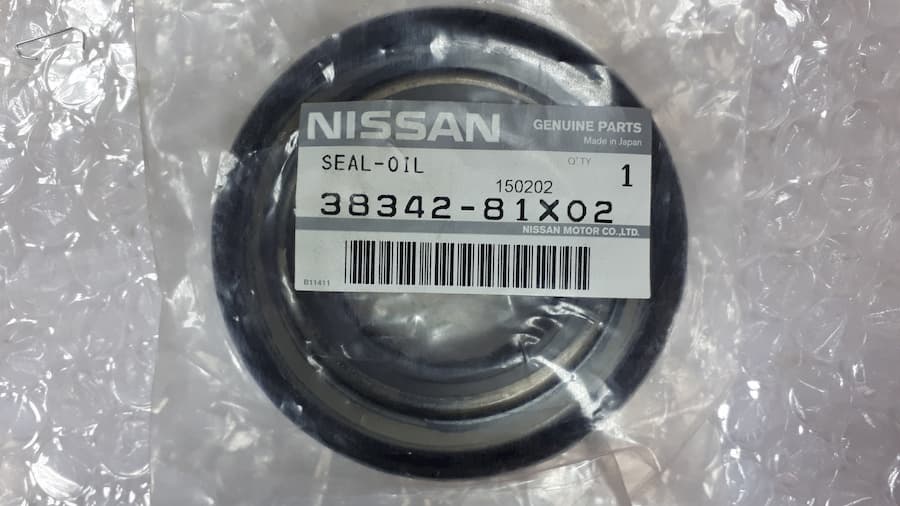 NISSAN GENUINE PARTS
Made in Japan
SEAL-OIL Q'TY 1
150202
38342-81X02
NISSAN MOTOR CO.,LTD.
B11411